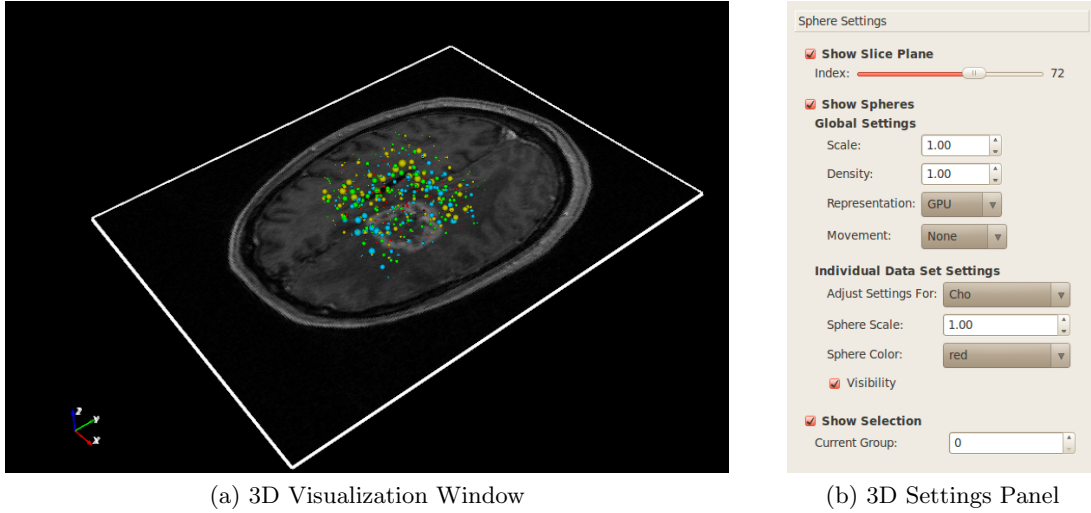 Z
Y
X
(a) 3D Visualization Window
Sphere Settings
Show Slice Plane
Index: 72
Show Spheres
Global Settings
Scale: 1.00
Density: 1.00
Representation: GPU
Movement: None
Individual Data Set Settings
Adjust Settings For: Cho
Sphere Scale: 1.00
Sphere Color: red
Visibility
Show Selection
Current Group: 0
(b) 3D Settings Panel